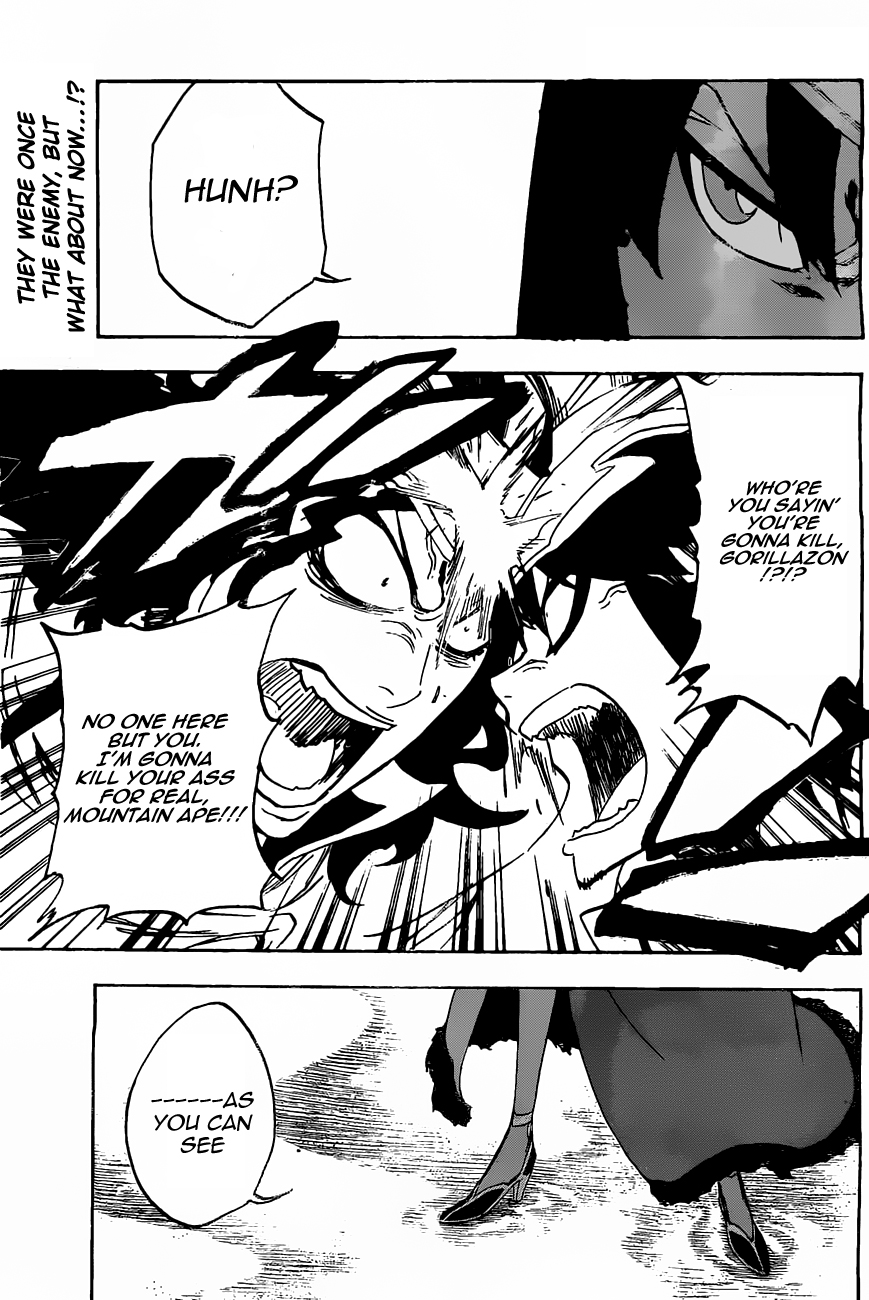 THEY WERE ONCE
THE ENEMY, BUT
WHAT ABOUT NOW...!?
HUNH?
WHO'RE
YOU SAYIN'
YOU'RE
GONNA KILL,
GORILLAZON
!?!?
NO ONE HERE
BUT YOU.
I'M GONNA
KILL YOUR ASS
FOR REAL,
MOUNTAIN APE!!!
------AS
YOU CAN
SEE